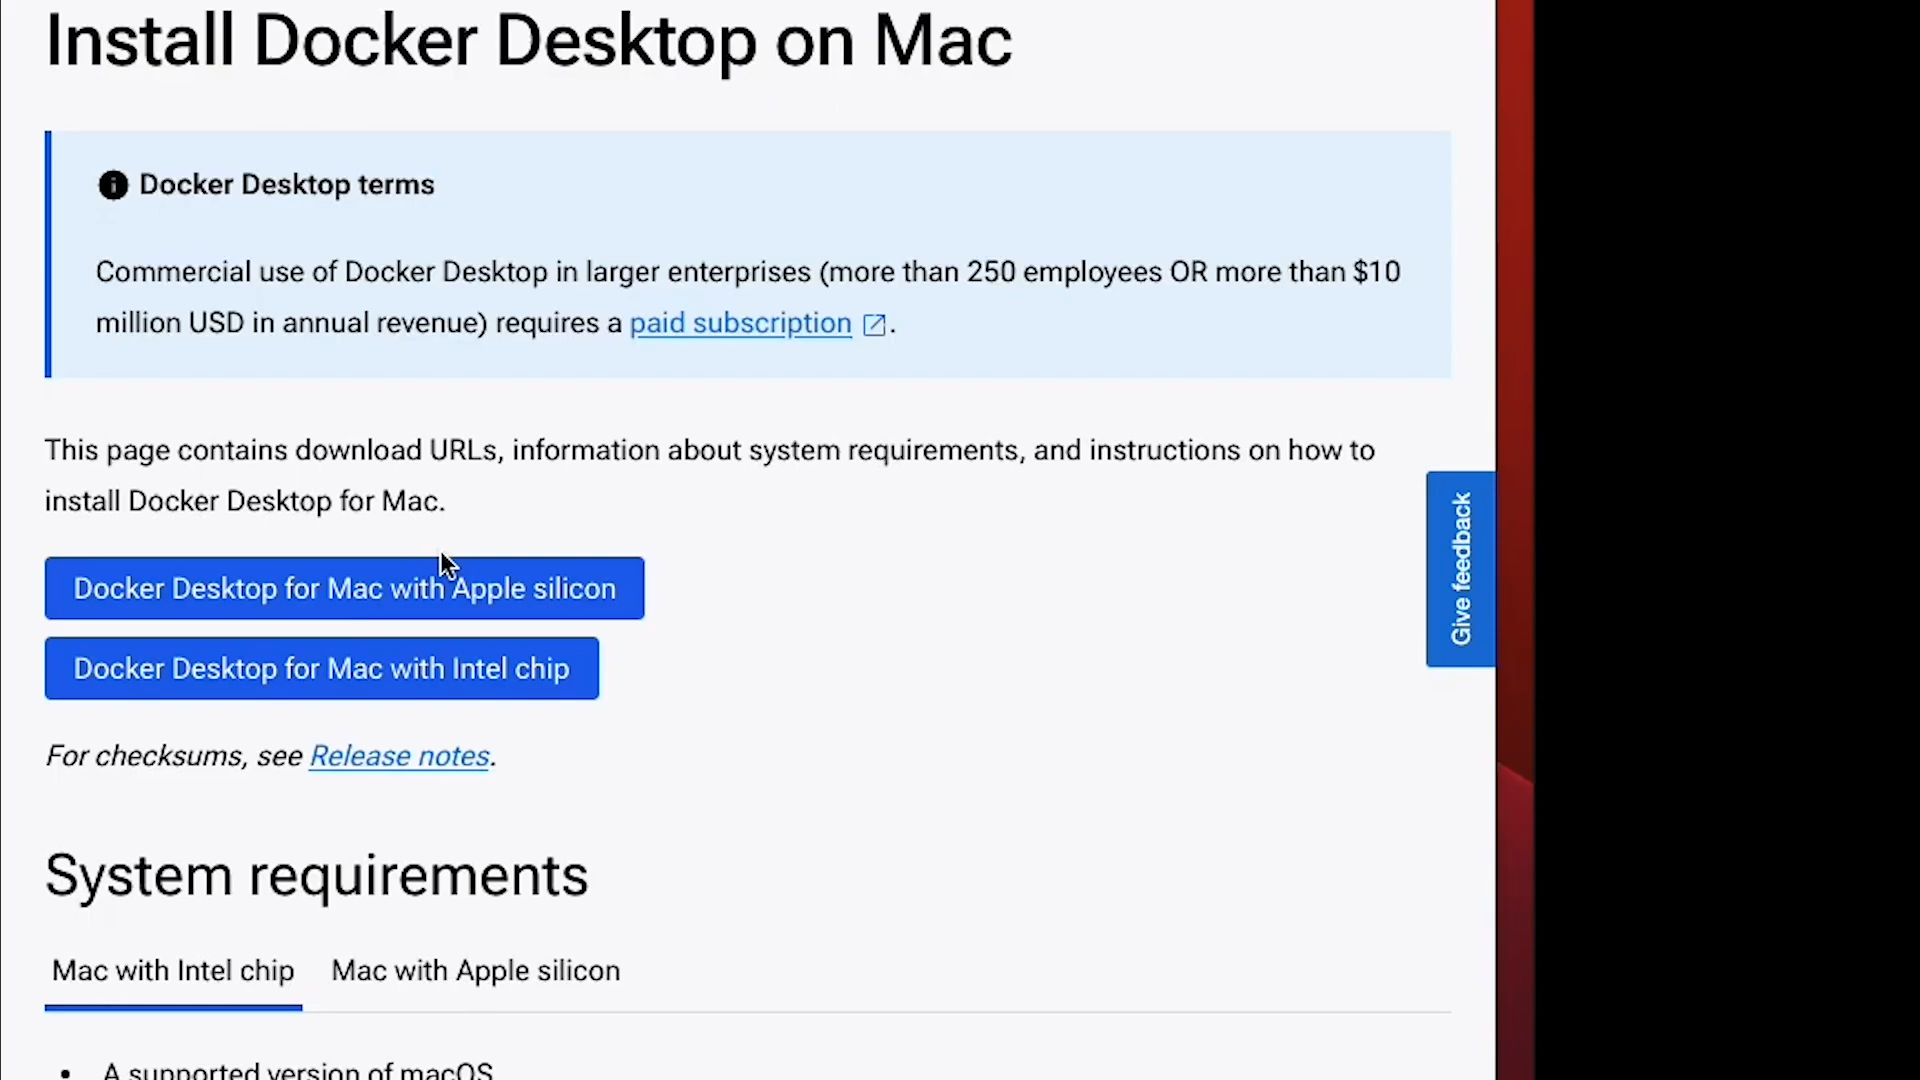 Install Docker Desktop on Mac
Docker Desktop terms
Commercial use of Docker Desktop in larger enterprises (more than 250 employees OR more than $10
million USD in annual revenue) requires a paid subscription.
This page contains download URLs, information about system requirements, and instructions on how to
install Docker Desktop for Mac.
Give feedback
Docker Desktop for Mac with Apple silicon
Docker Desktop for Mac with Intel chip
For checksums, see Release notes.
System requirements
Mac with Intel chip
Mac with Apple silicon
• A supported version of macOS